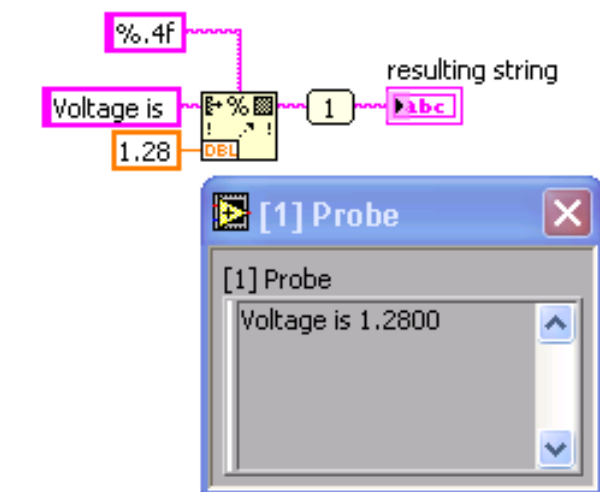 %.4f
resulting string
Voltage is
% 
1
abc
! !
1.28
DBL
[1] Probe
[1] Probe
Voltage is 1.2800